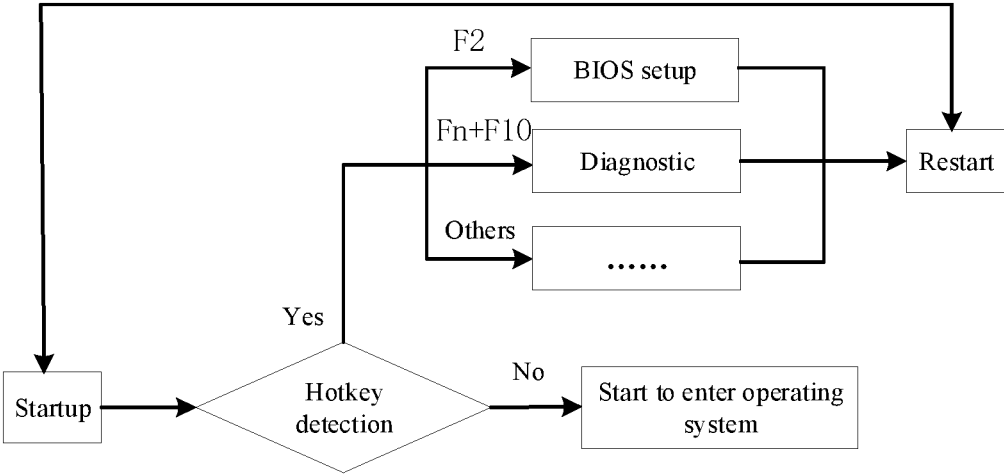 F2
BIOS setup
Fn+F10
Diagnostic
Restart
Others
......
Yes
No
Startup
Hotkey
detection
Start to enter operating
system